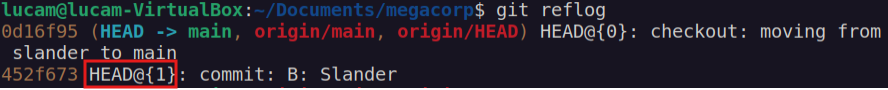 lucam@lucam-VirtualBox:~/Documents/megacorp$ git reflog
0d16f95 (HEAD -> main, origin/main, origin/HEAD) HEAD@{0}: checkout: moving from
slander to main
452f673 HEAD@{1}: commit: B: Slander